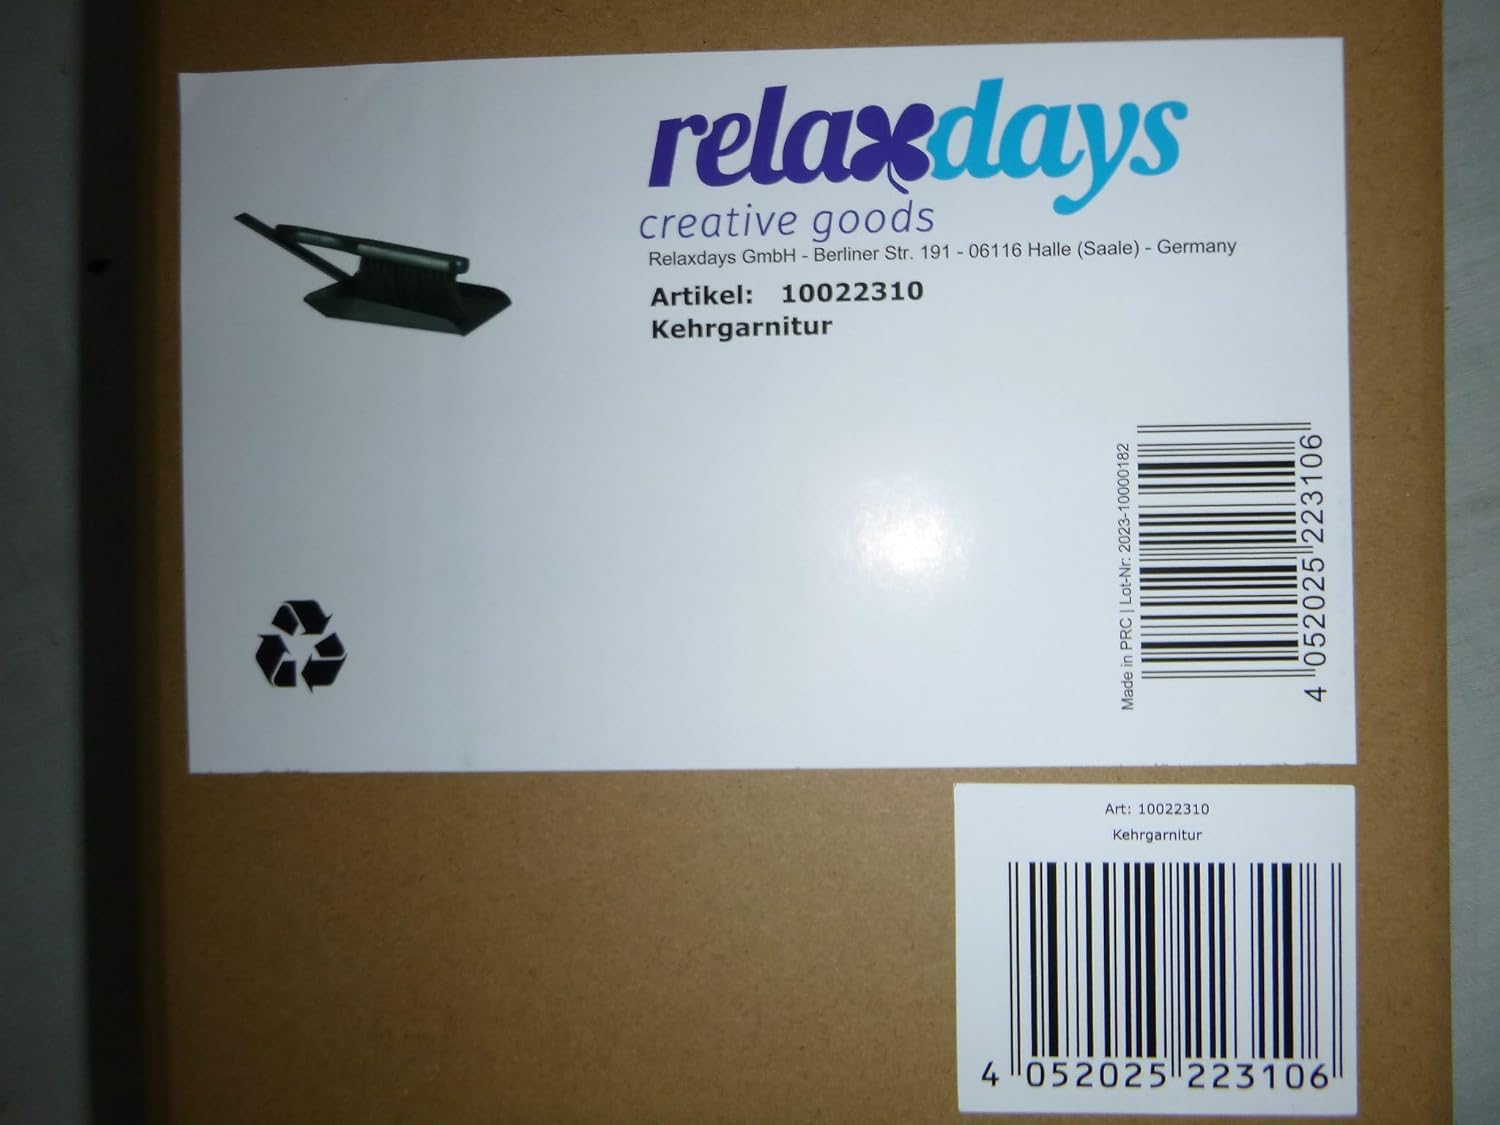 relaxdays
creative goods
Relaxdays GmbH - Berliner Str. 191 - 06116 Halle (Saale) - Germany
Artikel: 10022310
Kehrgarnitur
Made in PRC | Lot-Nr: 2023-10000182
4 052025 223106
Art: 10022310
Kehrgarnitur
4 052025 223106